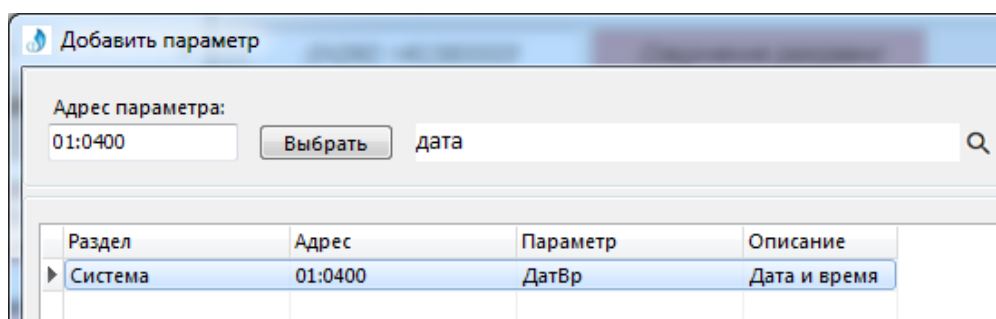 Добавить параметр
Адрес параметра:
01:0400 Выбрать дата
Раздел Адрес Параметр Описание
Система 01:0400 ДатВр Дата и время